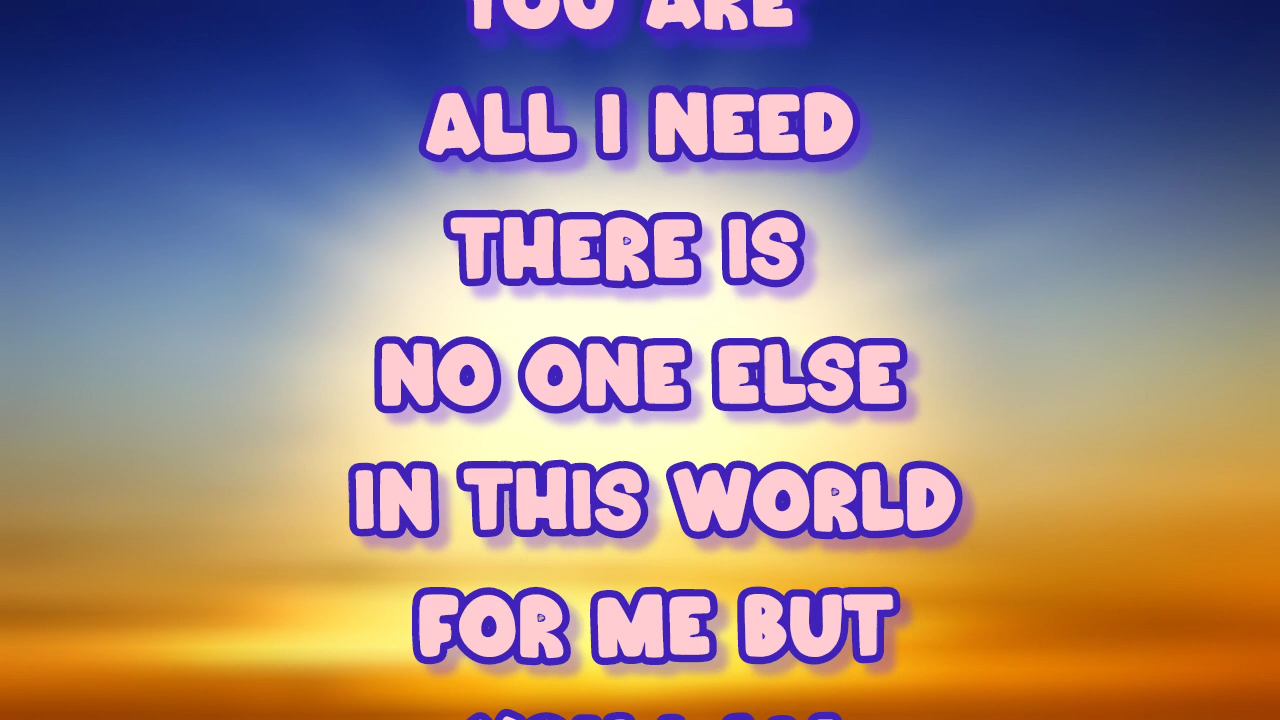 YOU ARE
ALL I NEED
THERE IS
NO ONE ELSE
IN THIS WORLD
FOR ME BUT